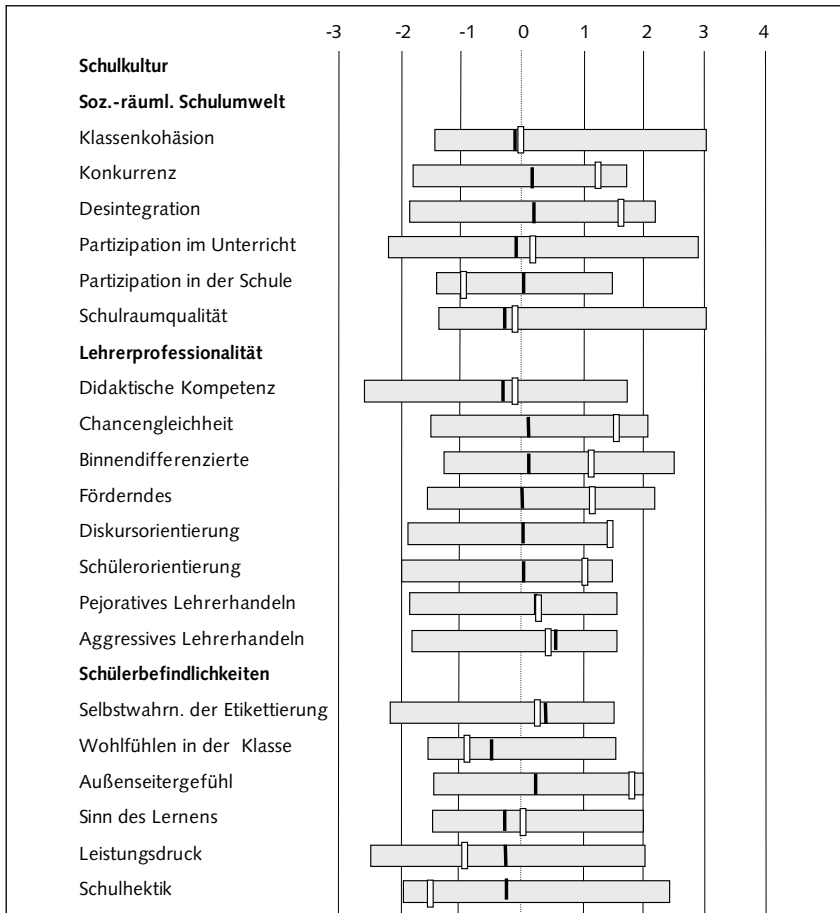 -3 -2 -1 0 1 2 3 4
Schulkultur
Soz.-räuml. Schulumwelt
Klassenkohäsion
Konkurrenz
Desintegration
Partizipation im Unterricht
Partizipation in der Schule
Schulraumqualität
Lehrerprofessionalität
Didaktische Kompetenz
Chancengleichheit
Binnendifferenzierte
Förderndes
Diskursorientierung
Schülerorientierung
Pejoratives Lehrerhandeln
Aggressives Lehrerhandeln
Schülerbefindlichkeiten
Selbstwahrn. der Etikettierung
Wohlfühlen in der Klasse
Außenseitergefühl
Sinn des Lernens
Leistungsdruck
Schulhektik